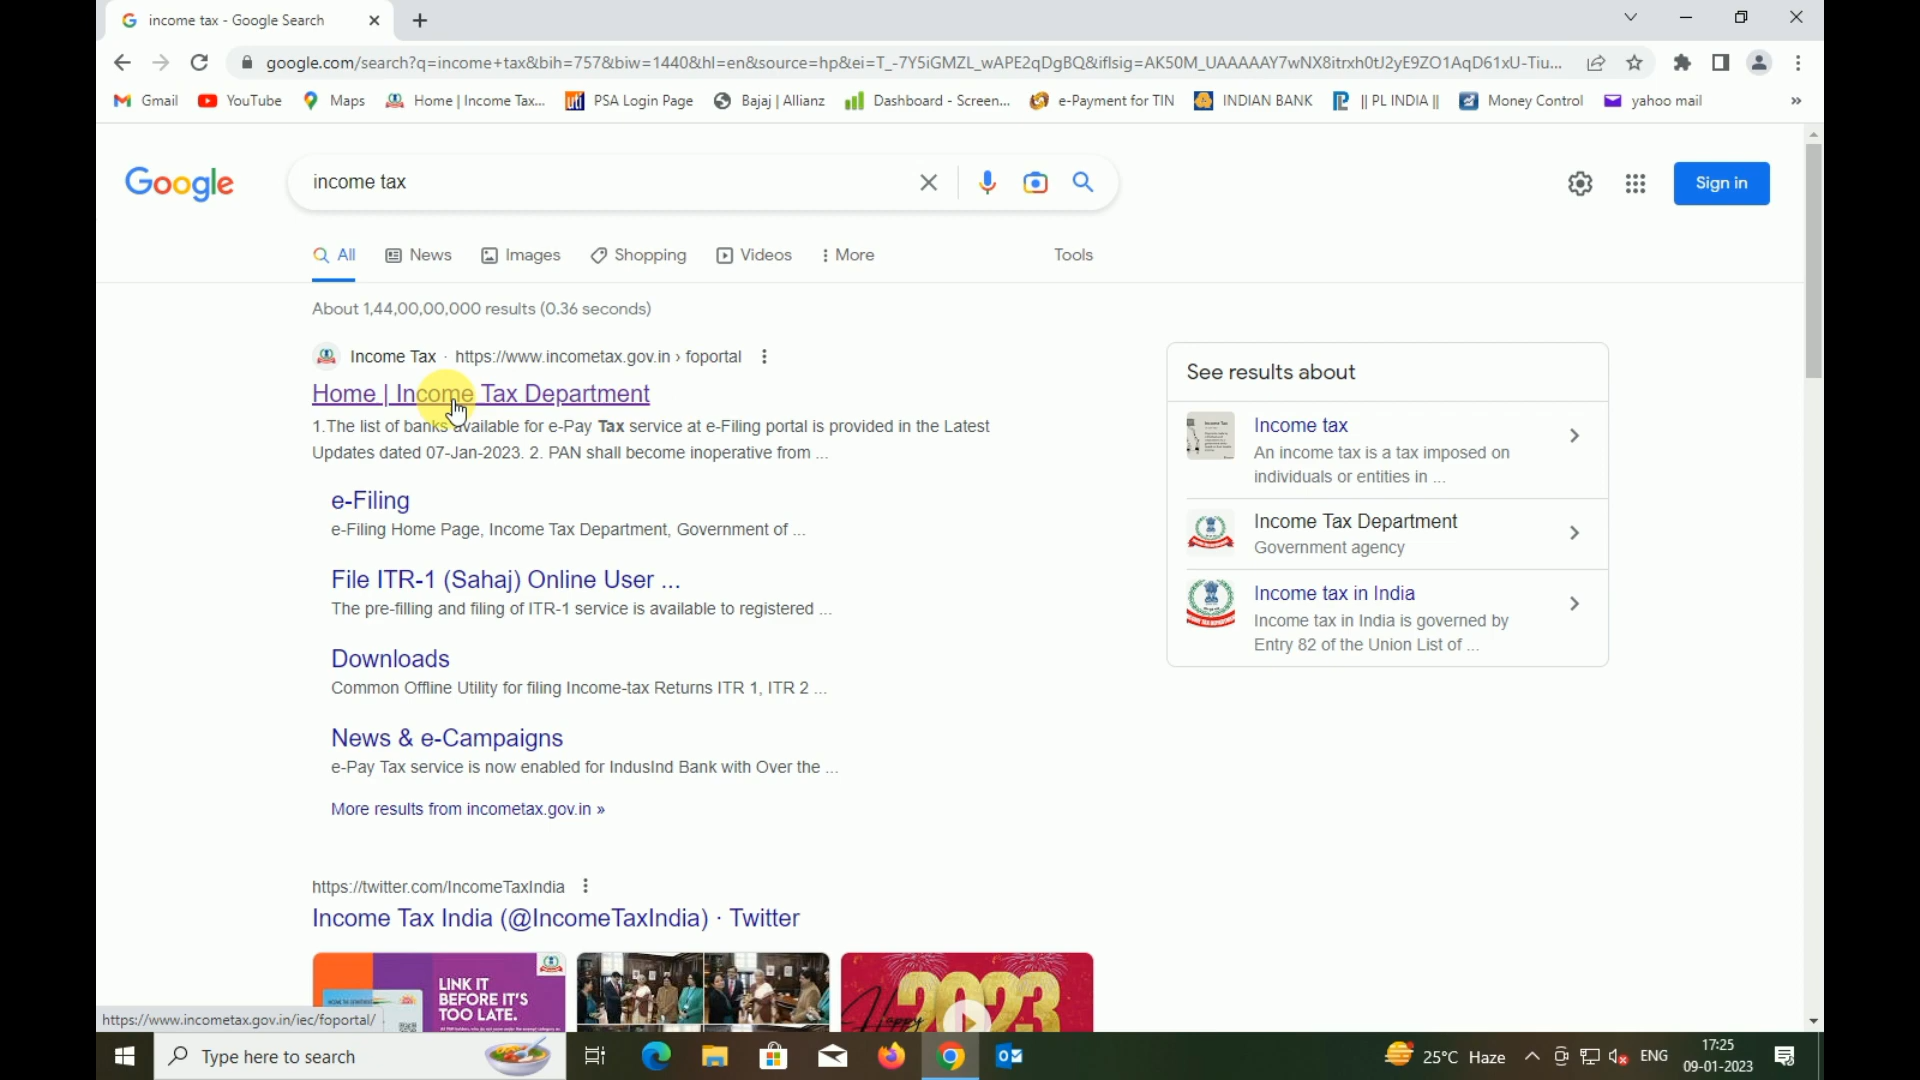 income tax - Google Search
google.com/search?q=income+tax&bih=757&biw=1440&hl=en&source=hp&ei=T_-7Y5iGMZL_wAPE2qDgBQ&iflsig=AK50M_UAAAAAY7wNX8itrxh0tJ2yE9ZO1AqD61xU-Tiu...
Gmail YouTube Maps Home | Income Tax... PSA Login Page Bajaj | Allianz Dashboard - Screen... e-Payment for TIN INDIAN BANK || PL INDIA || Money Control yahoo mail »
Google income tax Sign in
All News Images Shopping Videos More Tools
About 1,44,00,00,000 results (0.36 seconds)
Income Tax · https://www.incometax.gov.in › foportal
Home | Income Tax Department
1.The list of banks available for e-Pay Tax service at e-Filing portal is provided in the Latest
Updates dated 07-Jan-2023. 2. PAN shall become inoperative from ...
e-Filing
e-Filing Home Page, Income Tax Department, Government of ...
File ITR-1 (Sahaj) Online User ...
The pre-filling and filing of ITR-1 service is available to registered ...
Downloads
Common Offline Utility for filing Income-tax Returns ITR 1, ITR 2 ...
News & e-Campaigns
e-Pay Tax service is now enabled for IndusInd Bank with Over the ...
More results from incometax.gov.in »
See results about
Income tax
An income tax is a tax imposed on
individuals or entities in ...
Income Tax Department
Government agency
Income tax in India
Income tax in India is governed by
Entry 82 of the Union List of ...
https://twitter.com/IncomeTaxIndia
Income Tax India (@IncomeTaxIndia) · Twitter
LINK IT
BEFORE IT'S
TOO LATE.
Happy 2023
https://www.incometax.gov.in/iec/foportal/
Type here to search
25°C Haze ENG
17:25
09-01-2023